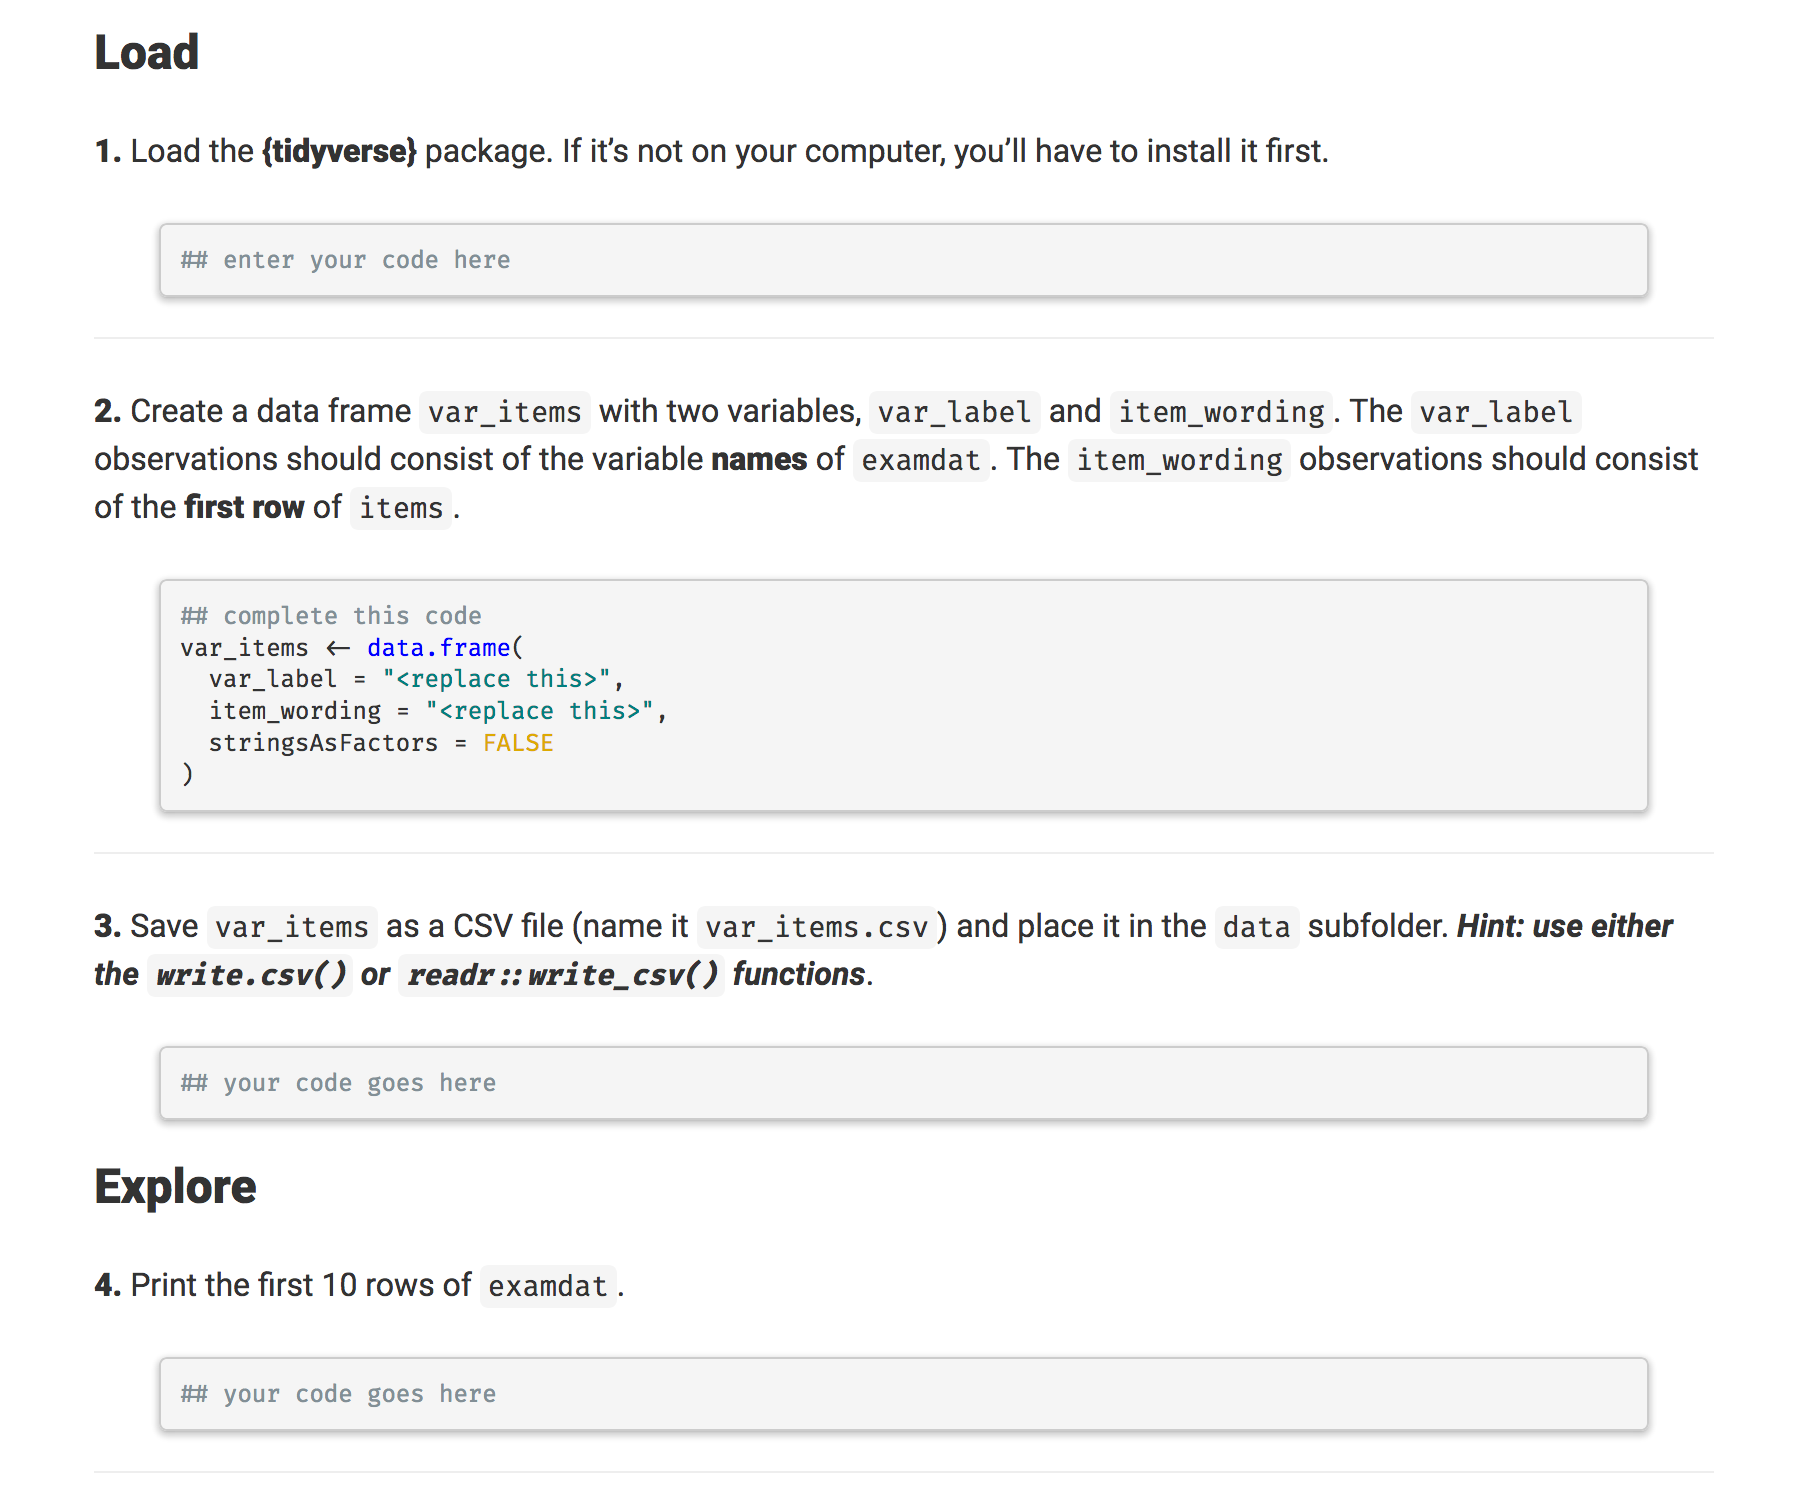 Load
1. Load the {tidyverse} package. If it’s not on your computer, you’ll have to install it first.
## enter your code here
2. Create a data frame var_items with two variables, var_label and item_wording. The var_label
observations should consist of the variable names of examdat. The item_wording observations should consist
of the first row of items.
## complete this code
var_items <- data.frame(
  var_label = "<replace this>",
  item_wording = "<replace this>",
  stringsAsFactors = FALSE
)
3. Save var_items as a CSV file (name it var_items.csv) and place it in the data subfolder. Hint: use either
the write.csv() or readr::write_csv() functions.
## your code goes here
Explore
4. Print the first 10 rows of examdat.
## your code goes here